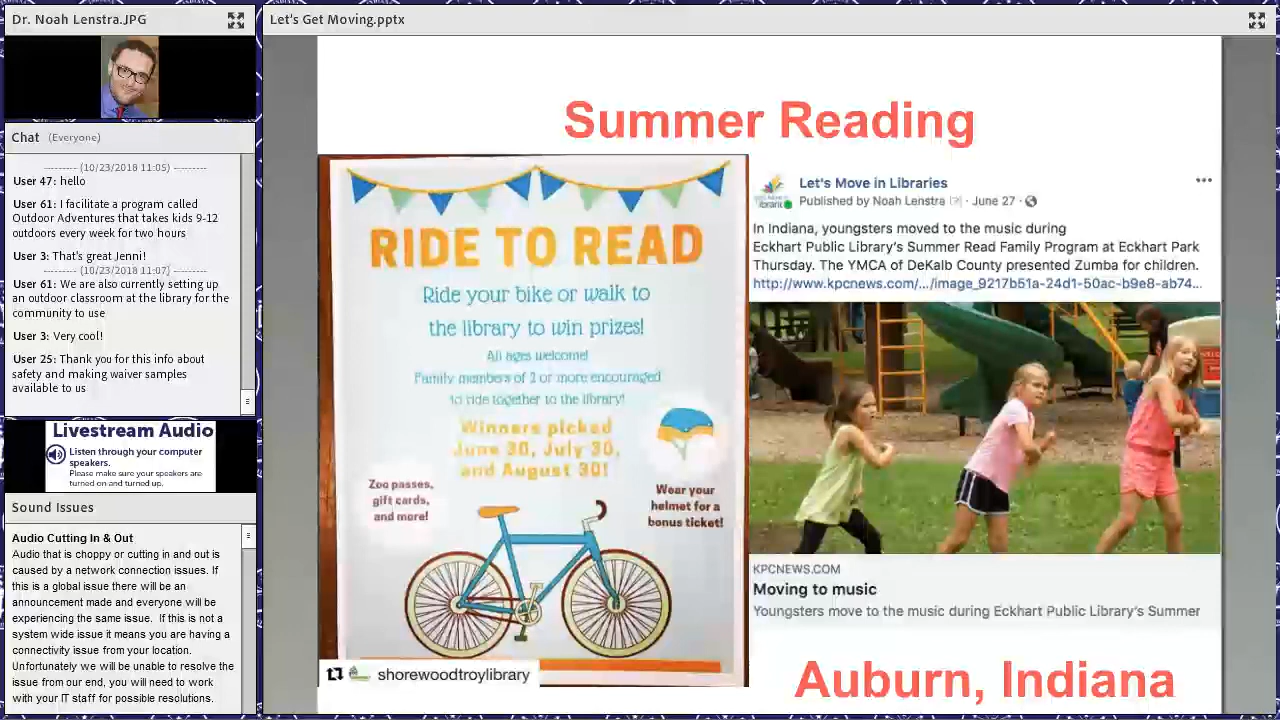 Dr. Noah Lenstra.JPG
Chat (Everyone)
--------- (10/23/2018 11:05) ---------
User 47: hello
User 61: I facilitate a program called
Outdoor Adventures that takes kids 9-12
outdoors every week for two hours
User 3: That's great Jenni!
--------- (10/23/2018 11:07) ---------
User 61: We are also currently setting up
an outdoor classroom at the library for the
community to use
User 3: Very cool!
User 25: Thank you for this info about
safety and making waiver samples
available to us
Livestream Audio
Listen through your computer
speakers.
Please make sure your speakers are
turned on and turned up.
Sound Issues
Audio Cutting In & Out
Audio that is choppy or cutting in and out is
caused by a network connection issues. If
this is a global issue there will be an
announcement made and everyone will be
experiencing the same issue.  If this is not a
system wide issue it means you are having a
connectivity issue from your location.
Unfortunately we will be unable to resolve the
issue from our end, you will need to work
with your IT staff for possible resolutions.
Let's Get Moving.pptx
Summer Reading
RIDE TO READ
Ride your bike or walk to
the library to win prizes!
All ages welcome!
Family members of 2 or more encouraged
to ride together to the library!
Winners picked
June 30, July 30,
and August 30!
Zoo passes,
gift cards,
and more!
Wear your
helmet for a
bonus ticket!
shorewoodtroylibrary
Let's Move in Libraries
Published by Noah Lenstra · June 27 ·
In Indiana, youngsters moved to the music during
Eckhart Public Library's Summer Read Family Program at Eckhart Park
Thursday. The YMCA of DeKalb County presented Zumba for children.
http://www.kpcnews.com/.../image_9217b51a-24d1-50ac-b9e8-ab74...
KPCNEWS.COM
Moving to music
Youngsters move to the music during Eckhart Public Library's Summer
Auburn, Indiana